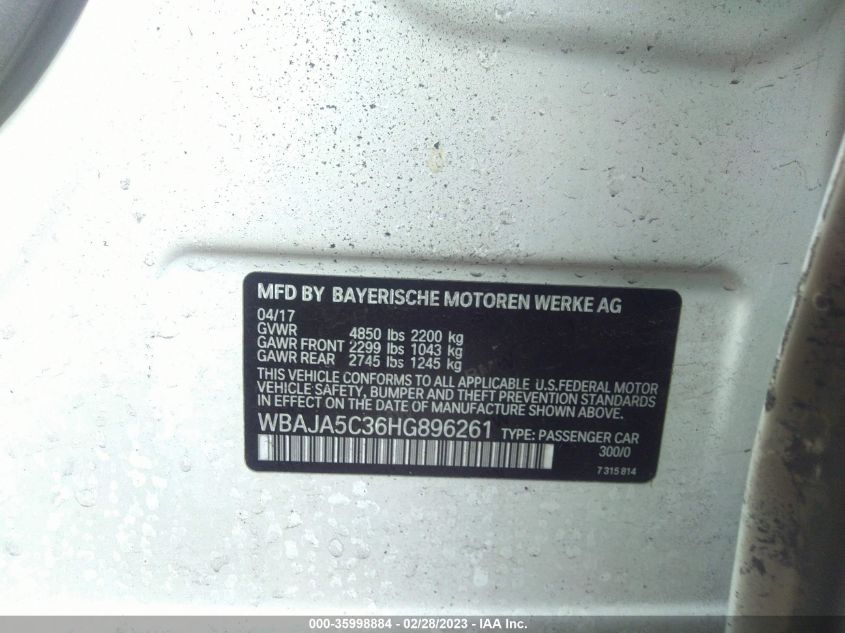 MFD BY BAYERISCHE MOTOREN WERKE AG
04/17
GVWR 4850 lbs 2200 kg
GAWR FRONT 2299 lbs 1043 kg
GAWR REAR 2745 lbs 1245 kg
THIS VEHICLE CONFORMS TO ALL APPLICABLE U.S.FEDERAL MOTOR
VEHICLE SAFETY, BUMPER AND THEFT PREVENTION STANDARDS
IN EFFECT ON THE DATE OF MANUFACTURE SHOWN ABOVE.
WBAJA5C36HG896261 TYPE: PASSENGER CAR
300/0
7 315 814
000-35998884 - 02/28/2023 - IAA Inc.